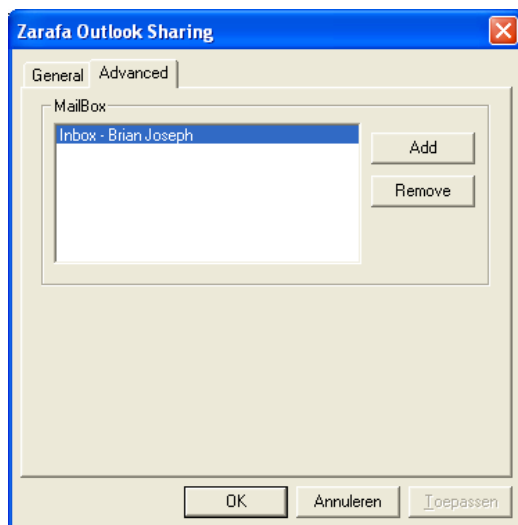 Zarafa Outlook Sharing
General Advanced
MailBox
Inbox - Brian Joseph
Add
Remove
OK Annuleren Toepassen